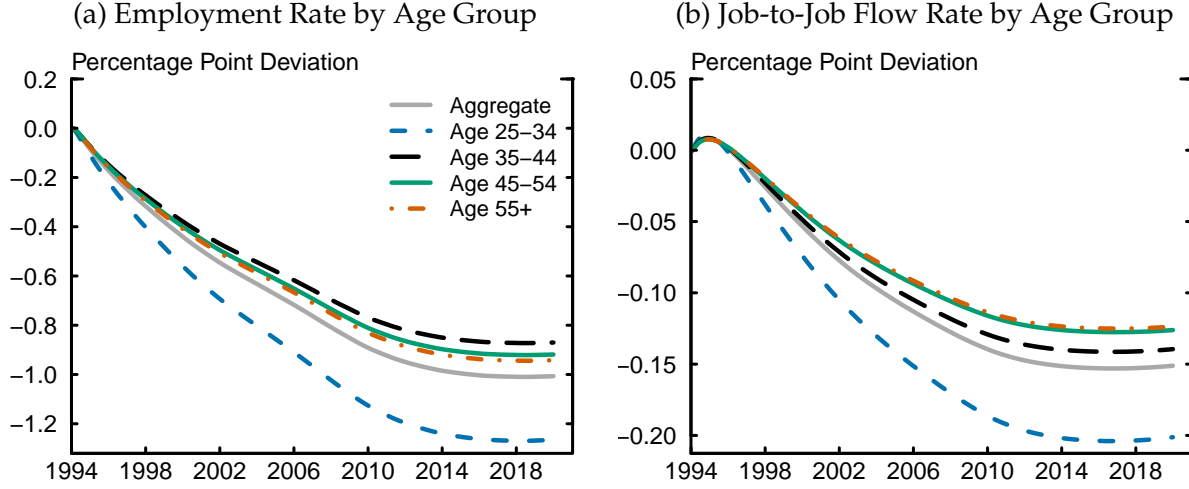 (a) Employment Rate by Age Group
Percentage Point Deviation
0.2
0.0
−0.2
−0.4
−0.6
−0.8
−1.0
−1.2
1994 1998 2002 2006 2010 2014 2018
Aggregate
Age 25−34
Age 35−44
Age 45−54
Age 55+
(b) Job-to-Job Flow Rate by Age Group
Percentage Point Deviation
0.05
0.00
−0.05
−0.10
−0.15
−0.20
1994 1998 2002 2006 2010 2014 2018